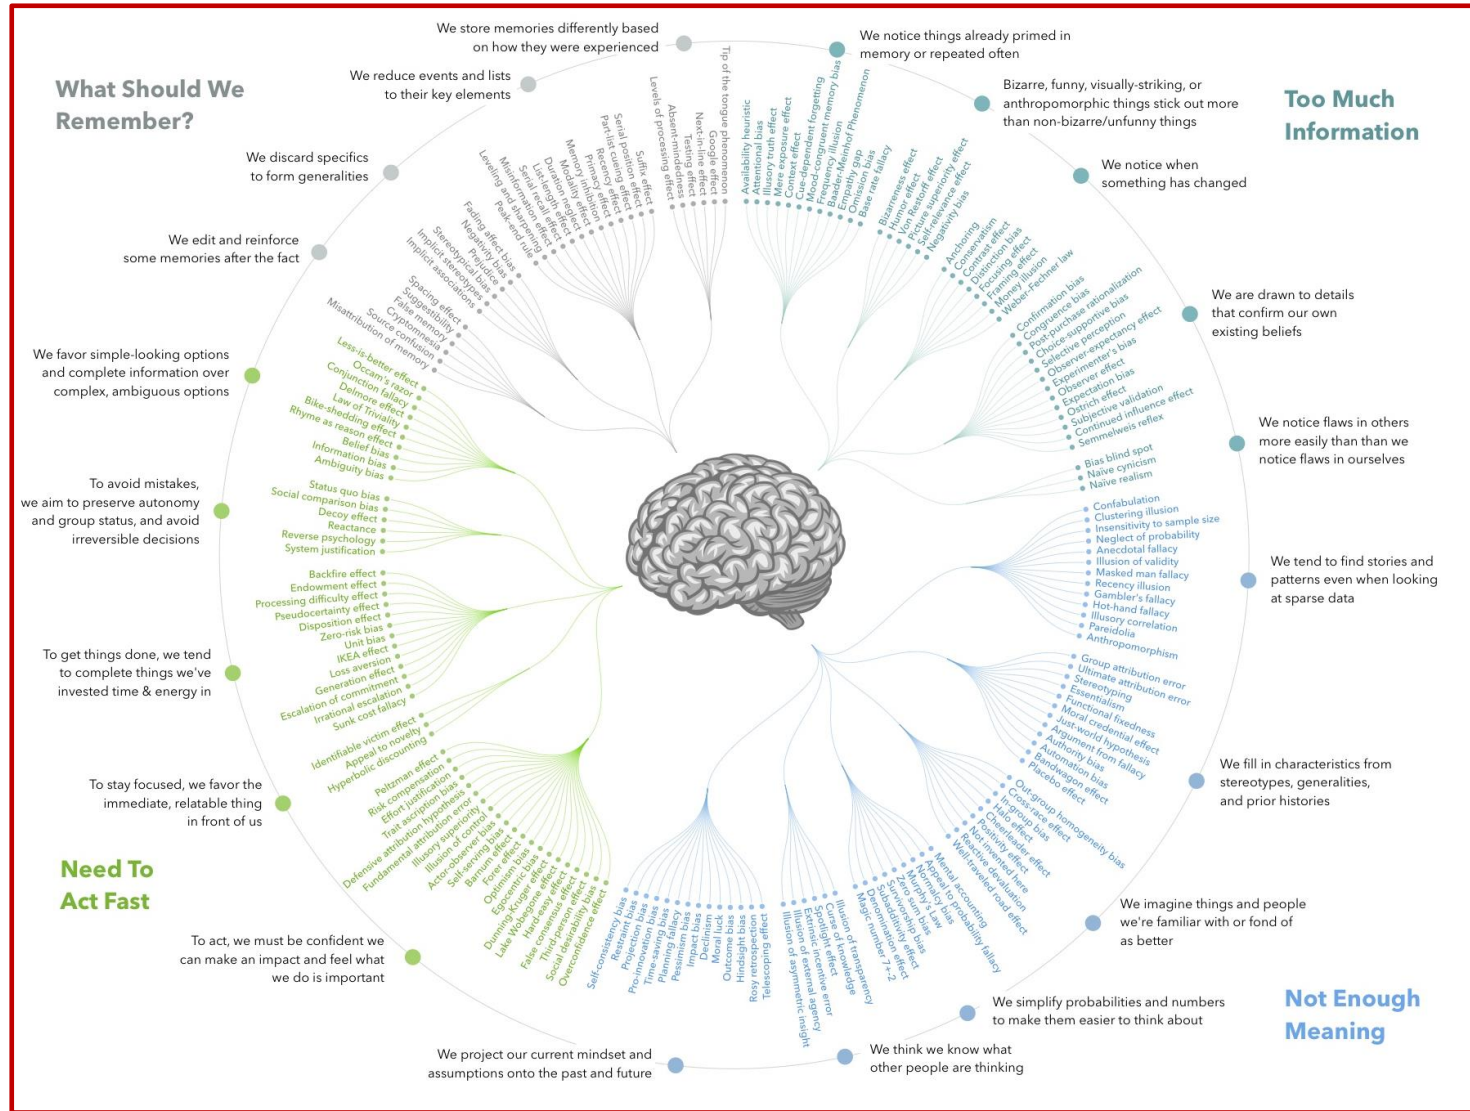 What Should We
Remember?
We store memories differently based
on how they were experienced
We reduce events and lists
to their key elements
We discard specifics
to form generalities
We edit and reinforce
some memories after the fact
Tip of the tongue phenomenon
Google effect
Next-in-line effect
Testing effect
Absent-mindedness
Levels of processing effect
Suffix effect
Serial position effect
Part-list cueing effect
Recency effect
Primacy effect
Memory inhibition
Modality effect
Duration neglect
List-length effect
Serial recall effect
Misinformation effect
Leveling and sharpening
Peak-end rule
Fading affect bias
Negativity bias
Prejudice
Stereotypical bias
Implicit stereotypes
Implicit associations
Spacing effect
Suggestibility
False memory
Cryptomnesia
Source confusion
Misattribution of memory
Too Much
Information
We notice things already primed in
memory or repeated often
Bizarre, funny, visually-striking, or
anthropomorphic things stick out more
than non-bizarre/unfunny things
We notice when
something has changed
We are drawn to details
that confirm our own
existing beliefs
We notice flaws in others
more easily than than we
notice flaws in ourselves
Availability heuristic
Attentional bias
Illusory truth effect
Mere exposure effect
Context effect
Cue-dependent forgetting
Mood-congruent memory bias
Frequency illusion
Baader-Meinhof Phenomenon
Empathy gap
Omission bias
Base rate fallacy
Bizarreness effect
Humor effect
Von Restorff effect
Picture superiority effect
Self-relevance effect
Negativity bias
Anchoring
Conservatism
Contrast effect
Distinction bias
Focusing effect
Framing effect
Money illusion
Weber-Fechner law
Confirmation bias
Congruence bias
Post-purchase rationalization
Choice-supportive bias
Selective perception
Observer-expectancy effect
Experimenter's bias
Observer effect
Expectation bias
Ostrich effect
Subjective validation
Continued influence effect
Semmelweis reflex
Bias blind spot
Naïve cynicism
Naïve realism
We tend to find stories and
patterns even when looking
at sparse data
We fill in characteristics from
stereotypes, generalities,
and prior histories
We imagine things and people
we're familiar with or fond of
as better
We simplify probabilities and numbers
to make them easier to think about
We think we know what
other people are thinking
We project our current mindset and
assumptions onto the past and future
Not Enough
Meaning
Confabulation
Clustering illusion
Insensitivity to sample size
Neglect of probability
Anecdotal fallacy
Illusion of validity
Masked man fallacy
Recency illusion
Gambler's fallacy
Hot-hand fallacy
Illusory correlation
Pareidolia
Anthropomorphism
Group attribution error
Ultimate attribution error
Stereotyping
Essentialism
Functional fixedness
Moral credential effect
Just-world hypothesis
Argument from fallacy
Authority bias
Automation bias
Bandwagon effect
Placebo effect
Out-group homogeneity bias
Cross-race effect
In-group bias
Halo effect
Cheerleader effect
Positivity effect
Not invented here
Reactive devaluation
Well-traveled road effect
Mental accounting
Appeal to probability fallacy
Normalcy bias
Murphy's Law
Zero sum bias
Survivorship bias
Subadditivity effect
Denomination effect
Magic number 7+-2
Illusion of transparency
Curse of knowledge
Spotlight effect
Extrinsic incentive error
Illusion of external agency
Illusion of asymmetric insight
Telescoping effect
Rosy retrospection
Hindsight bias
Outcome bias
Moral luck
Declinism
Impact bias
Pessimism bias
Planning fallacy
Time-saving bias
Pro-innovation bias
Projection bias
Restraint bias
Self-consistency bias
We favor simple-looking options
and complete information over
complex, ambiguous options
To avoid mistakes,
we aim to preserve autonomy
and group status, and avoid
irreversible decisions
To get things done, we tend
to complete things we've
invested time & energy in
To stay focused, we favor the
immediate, relatable thing
in front of us
Need To
Act Fast
To act, we must be confident we
can make an impact and feel what
we do is important
Less-is-better effect
Occam's razor
Conjunction fallacy
Delmore effect
Law of Triviality
Bike-shedding effect
Rhyme as reason effect
Belief bias
Information bias
Ambiguity bias
Status quo bias
Social comparison bias
Decoy effect
Reactance
Reverse psychology
System justification
Backfire effect
Endowment effect
Processing difficulty effect
Pseudocertainty effect
Disposition effect
Zero-risk bias
Unit bias
IKEA effect
Loss aversion
Generation effect
Escalation of commitment
Irrational escalation
Sunk cost fallacy
Identifiable victim effect
Appeal to novelty
Hyperbolic discounting
Peltzman effect
Risk compensation
Effort justification
Trait ascription bias
Defensive attribution hypothesis
Fundamental attribution error
Illusory superiority
Illusion of control
Actor-observer bias
Self-serving bias
Barnum effect
Forer effect
Optimism bias
Egocentric bias
Dunning-Kruger effect
Lake Wobegone effect
Hard-easy effect
False consensus effect
Third-person effect
Social desirability bias
Overconfidence effect